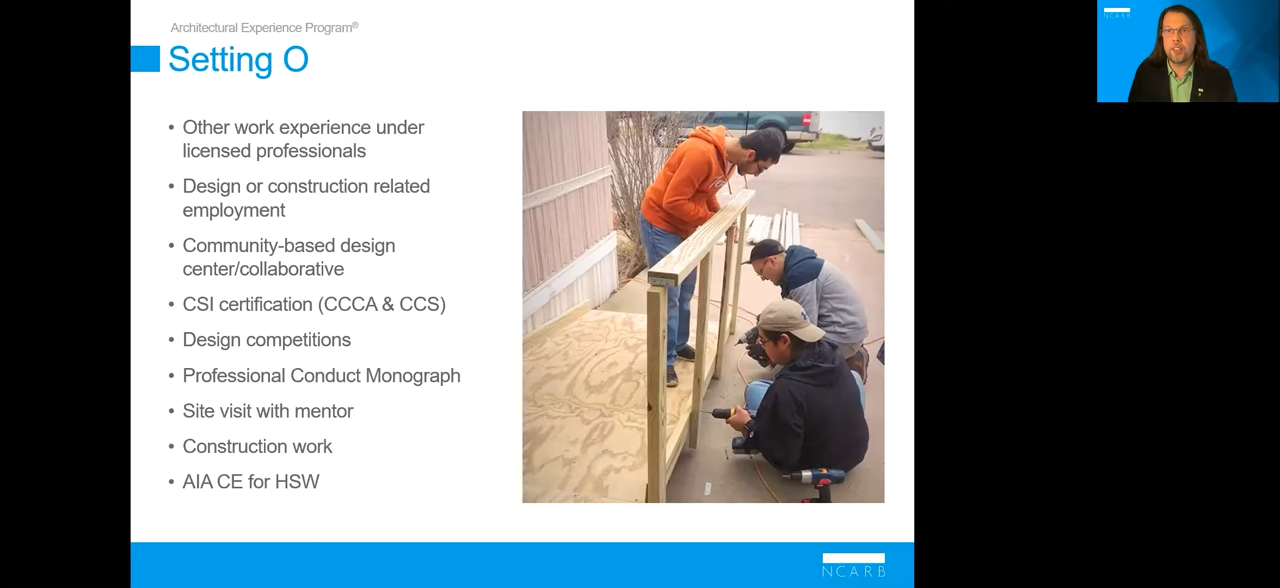 Architectural Experience Program®
Setting O
• Other work experience under
licensed professionals
• Design or construction related
employment
• Community-based design
center/collaborative
• CSI certification (CCCA & CCS)
• Design competitions
• Professional Conduct Monograph
• Site visit with mentor
• Construction work
• AIA CE for HSW
NCARB
NCARB